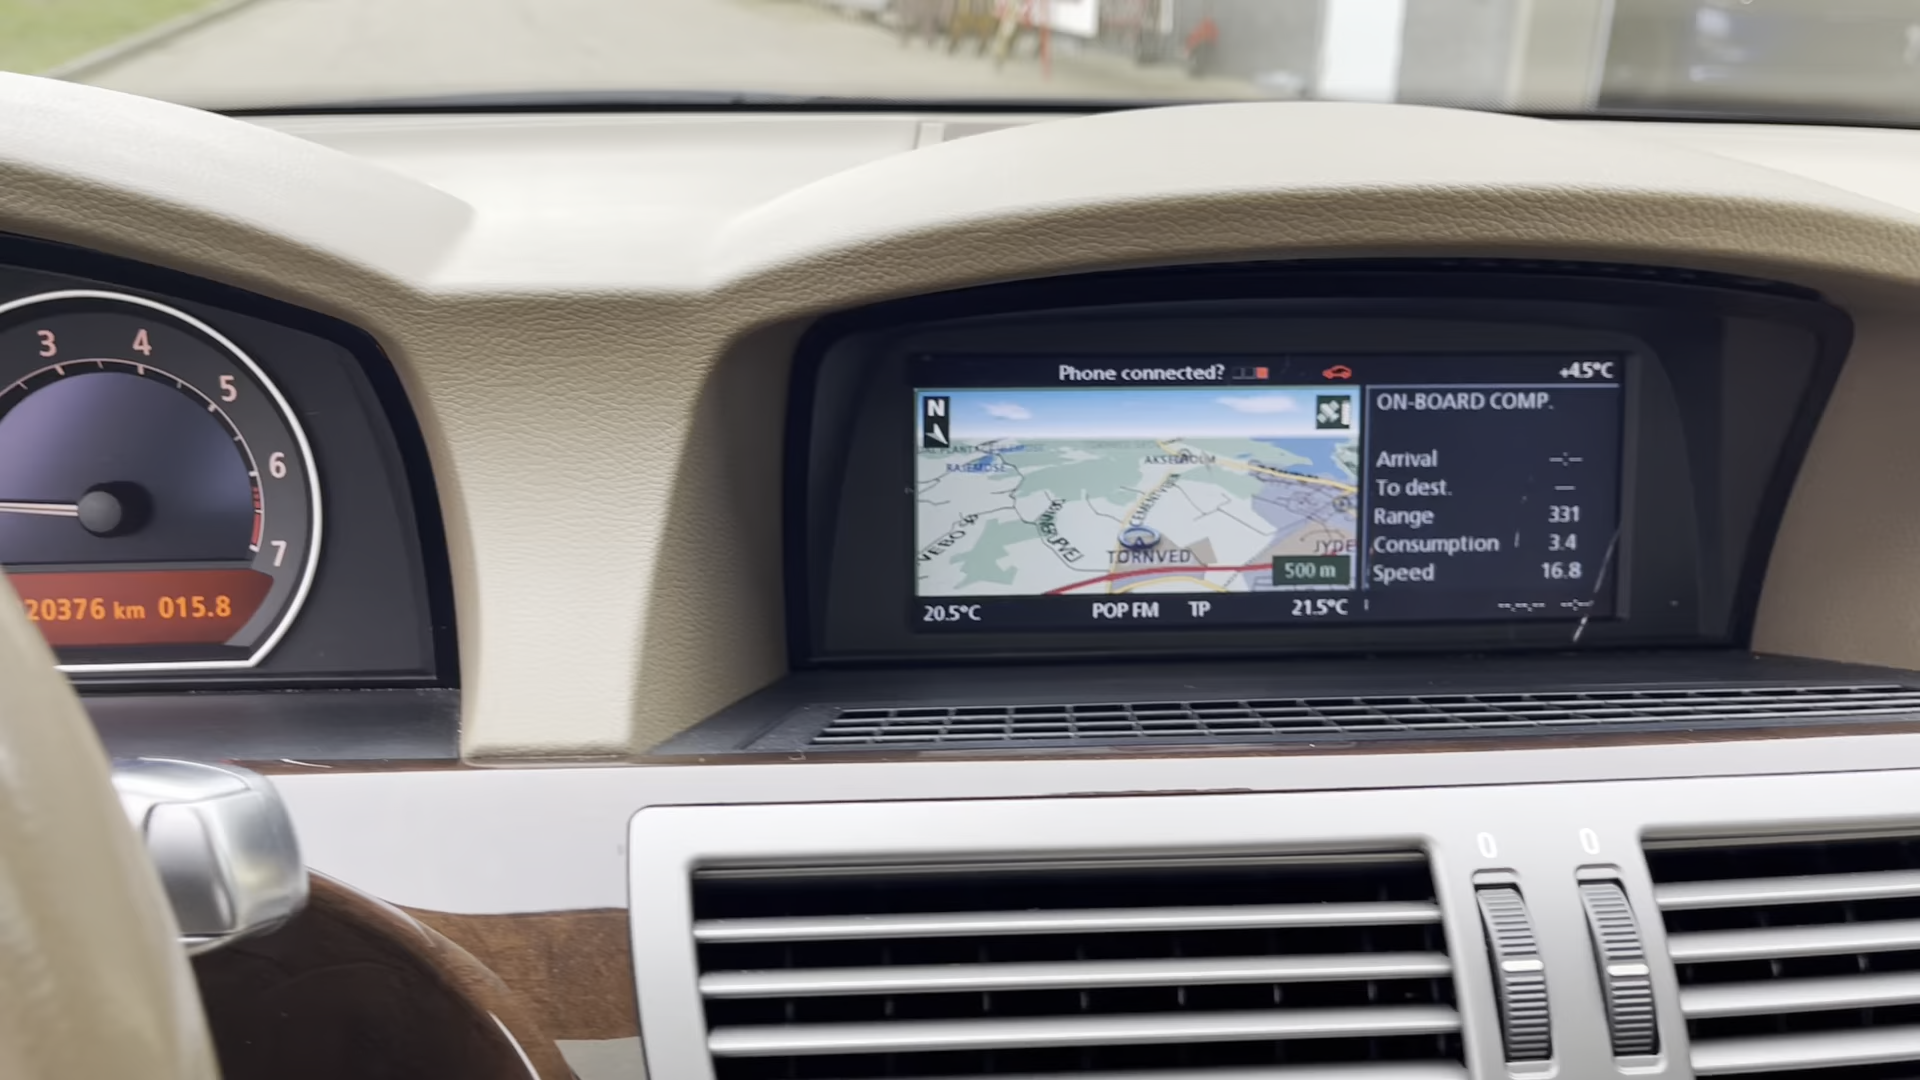 3 4 5 6 7
20376 km 015.8
Phone connected? +4.5°C
N
RAJEMOSE
AKSELHOLM
CEMENTVEJ
TORNVED
JYDE
500 m
20.5°C POP FM TP 21.5°C
ON-BOARD COMP.
Arrival --:--
To dest. ---
Range 331
Consumption 3.4
Speed 16.8
--.--.-- --:--
0 0